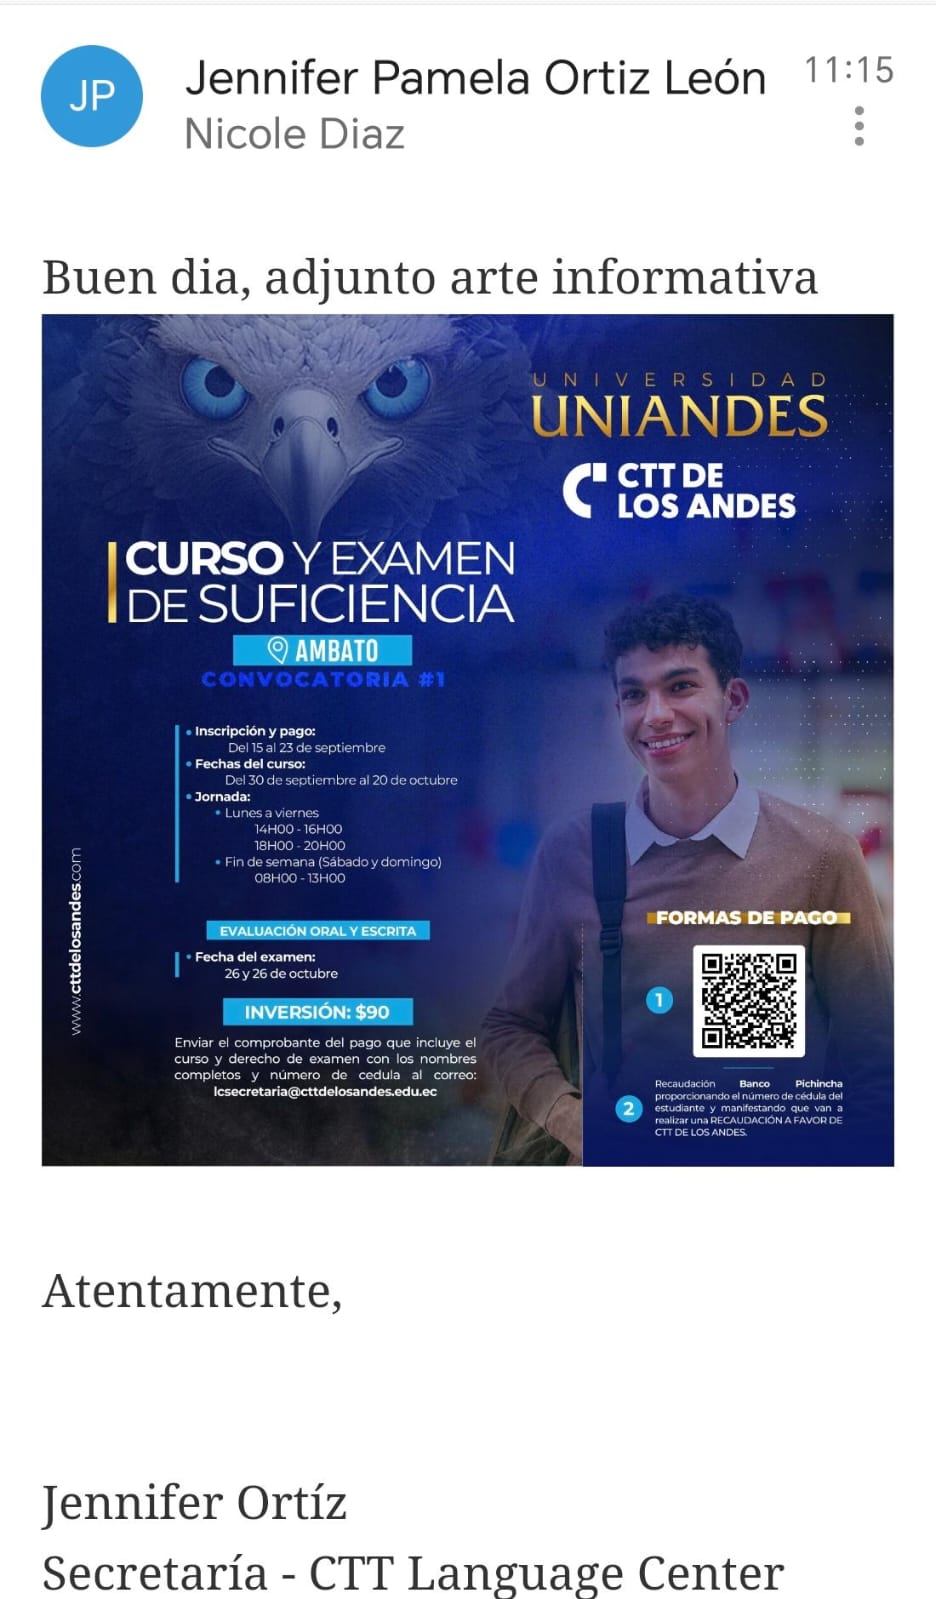 JP
Jennifer Pamela Ortiz León
11:15
Nicole Diaz
Buen dia, adjunto arte informativa
UNIVERSIDAD
UNIANDES
CTT DE
LOS ANDES
CURSO Y EXAMEN
DE SUFICIENCIA
AMBATO
CONVOCATORIA #1
• Inscripción y pago:
Del 15 al 23 de septiembre
• Fechas del curso:
Del 30 de septiembre al 20 de octubre
• Jornada:
• Lunes a viernes
14H00 - 16H00
18H00 - 20H00
• Fin de semana (Sábado y domingo)
08H00 - 13H00
www.cttdelosandes.com
EVALUACIÓN ORAL Y ESCRITA
• Fecha del examen:
26 y 26 de octubre
INVERSIÓN: $90
Enviar el comprobante del pago que incluye el
curso y derecho de examen con los nombres
completos y número de cedula al correo:
lcsecretaria@cttdelosandes.edu.ec
FORMAS DE PAGO
1
2
Recaudación Banco Pichincha
proporcionando el número de cédula del
estudiante y manifestando que van a
realizar una RECAUDACIÓN A FAVOR DE
CTT DE LOS ANDES.
Atentamente,
Jennifer Ortíz
Secretaría - CTT Language Center